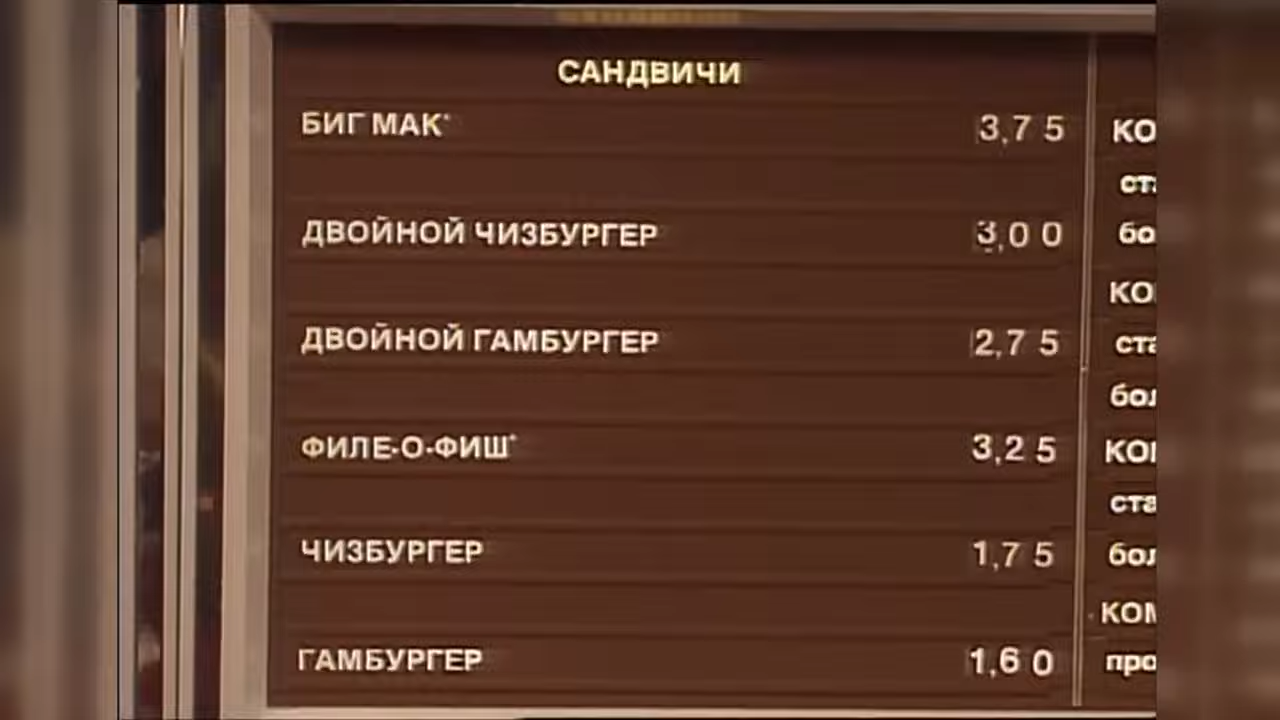 САНДВИЧИ
БИГ МАК* 3,75
ДВОЙНОЙ ЧИЗБУРГЕР 3,00
ДВОЙНОЙ ГАМБУРГЕР 2,75
ФИЛЕ-О-ФИШ* 3,25
ЧИЗБУРГЕР 1,75
ГАМБУРГЕР 1,60